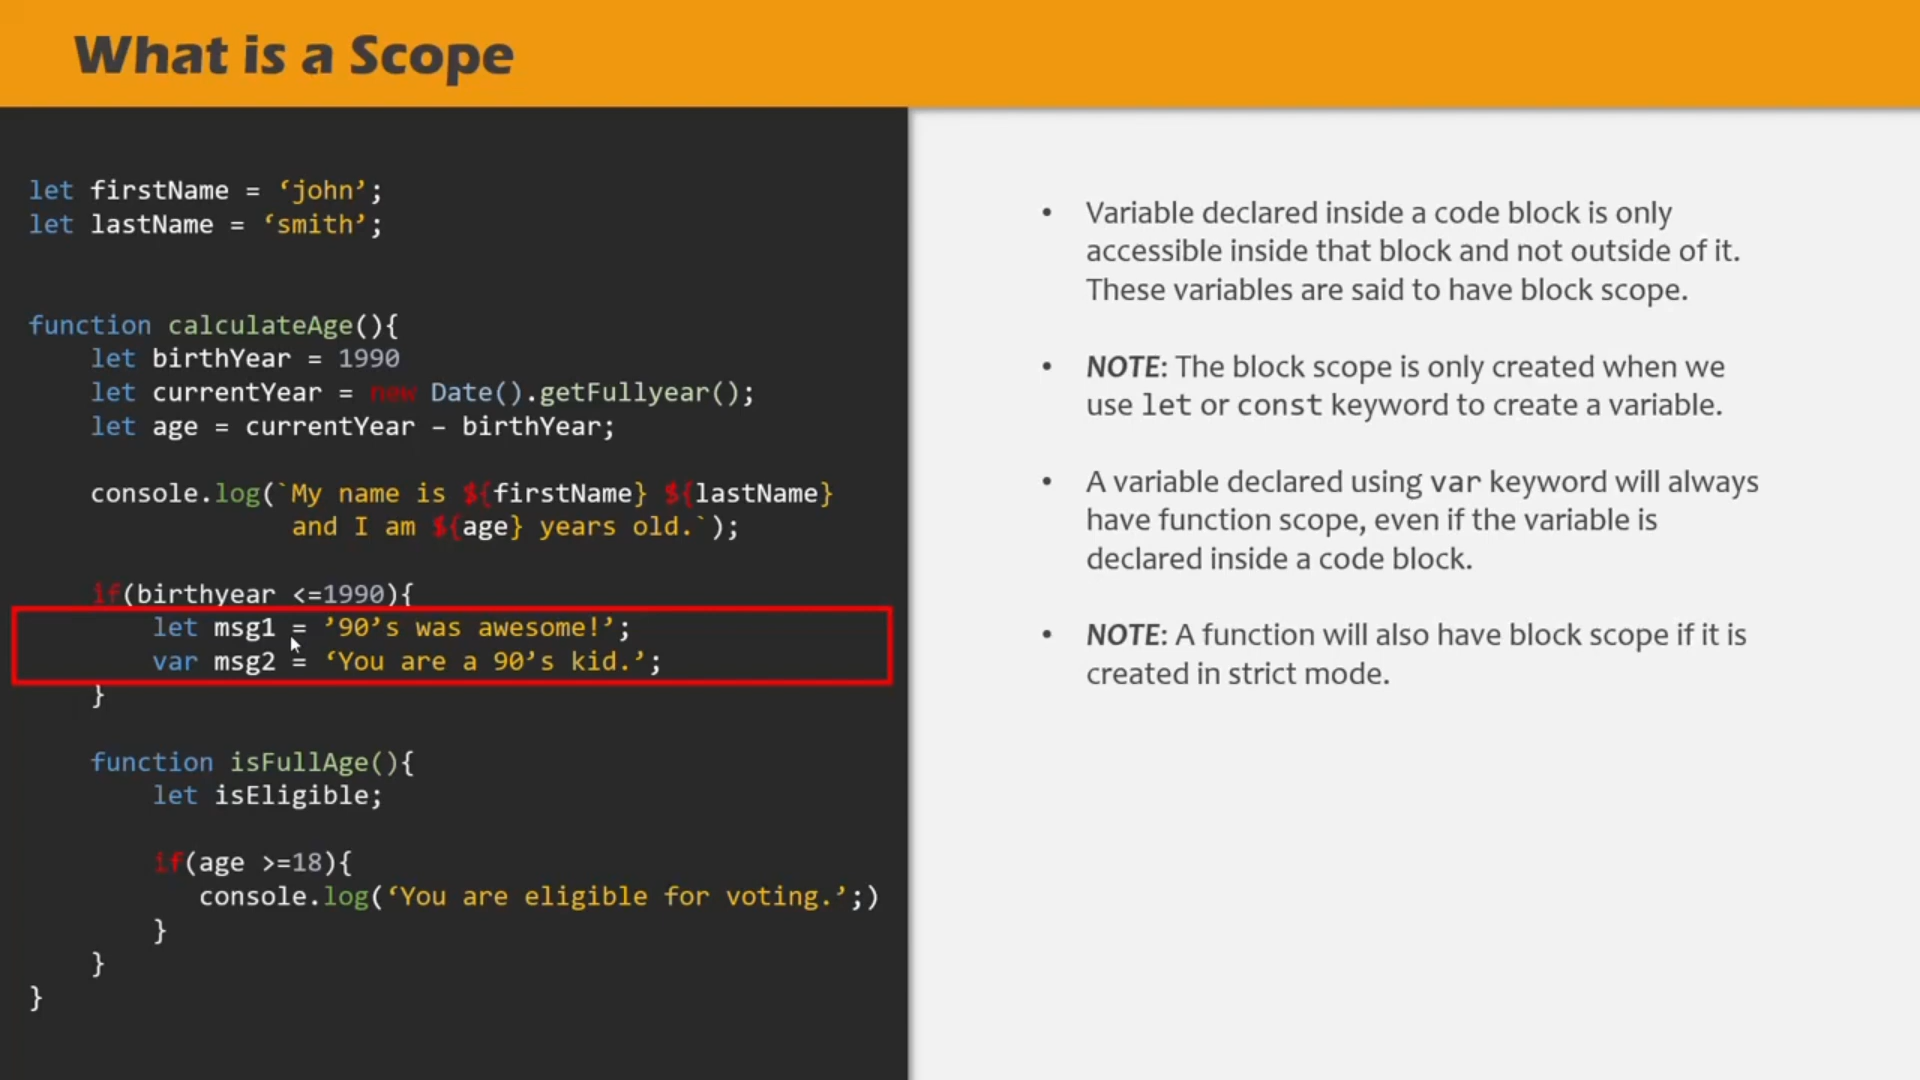 What is a Scope
let firstName = ‘john’;
let lastName = ‘smith’;
function calculateAge(){
let birthYear = 1990
let currentYear = new Date().getFullyear();
let age = currentYear – birthYear;
console.log(`My name is ${firstName} ${lastName}
and I am ${age} years old.`);
if(birthyear <=1990){
let msg1 = ’90’s was awesome!’;
var msg2 = ‘You are a 90’s kid.’;
}
function isFullAge(){
let isEligible;
if(age >=18){
console.log(‘You are eligible for voting.’;)
}
}
}
• Variable declared inside a code block is only
accessible inside that block and not outside of it.
These variables are said to have block scope.
• NOTE: The block scope is only created when we
use let or const keyword to create a variable.
• A variable declared using var keyword will always
have function scope, even if the variable is
declared inside a code block.
• NOTE: A function will also have block scope if it is
created in strict mode.